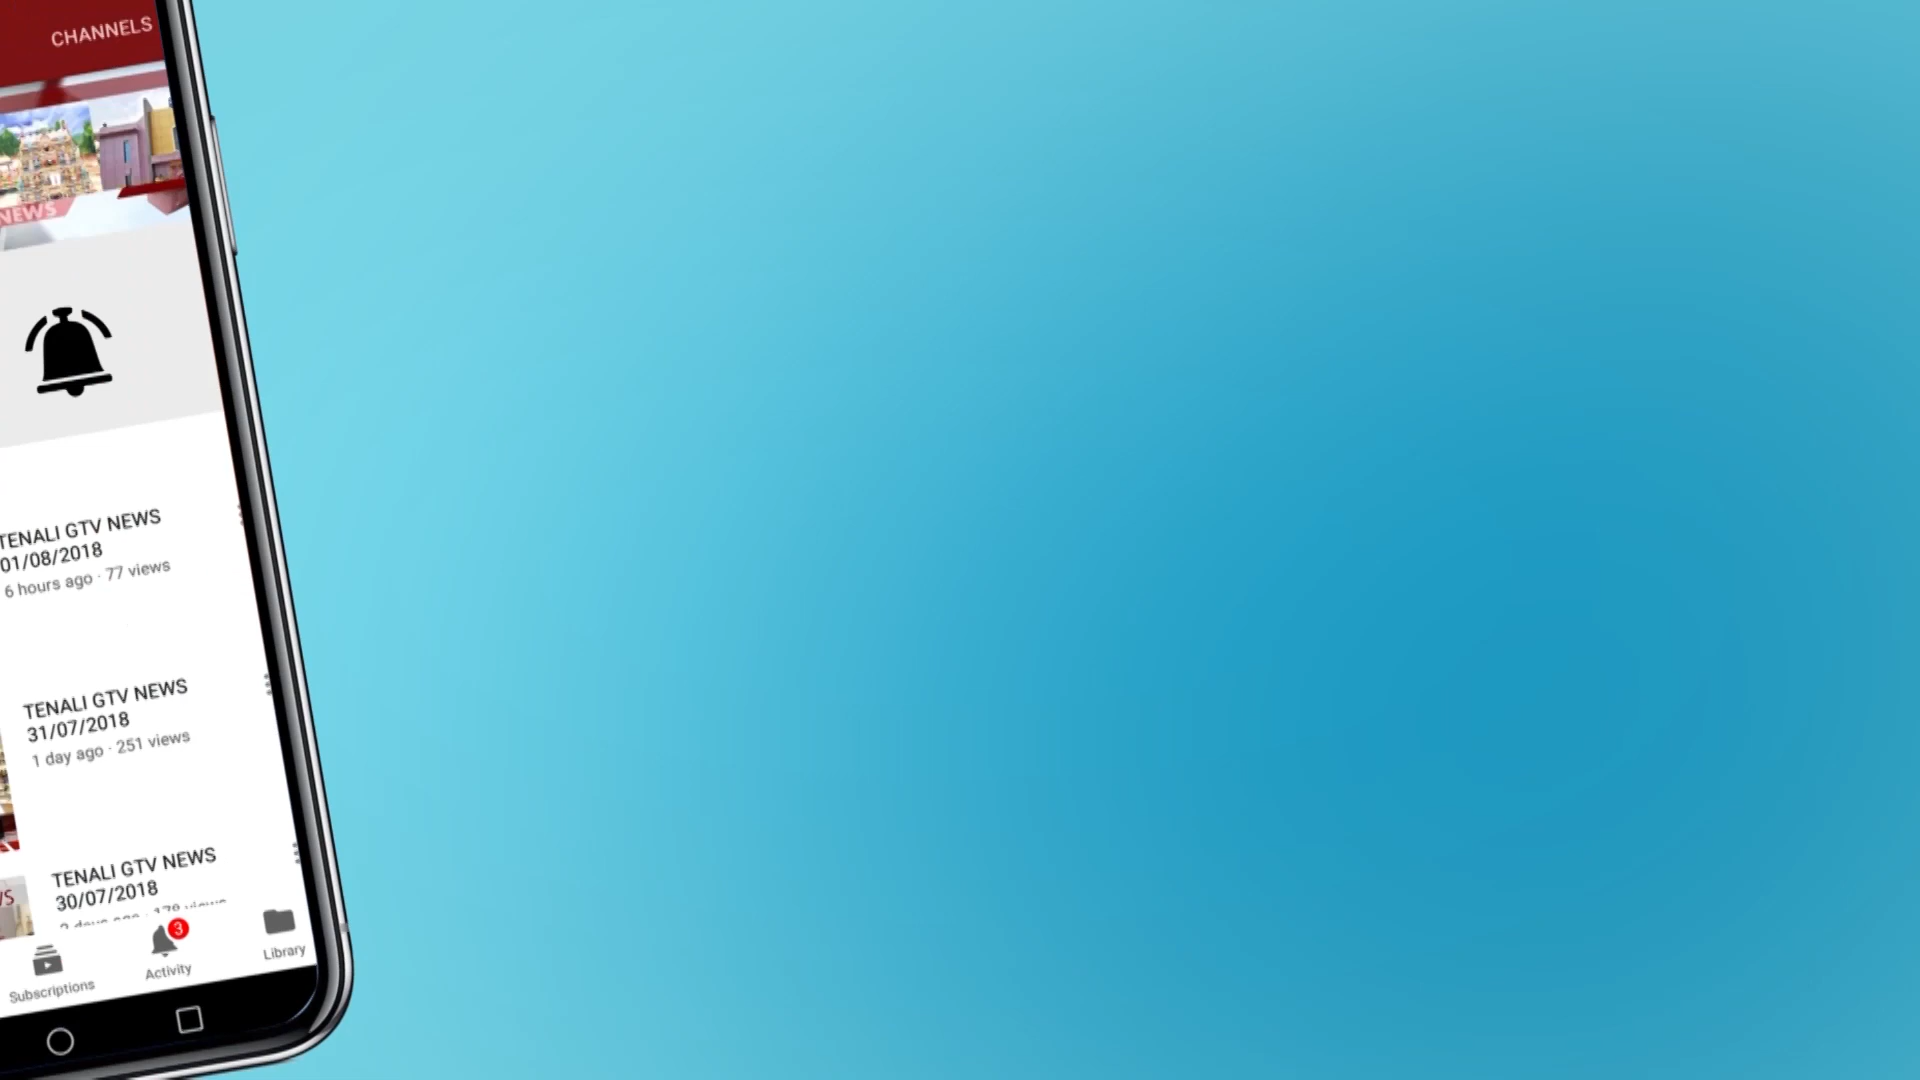 CHANNELS
NEWS
TENALI GTV NEWS
01/08/2018
6 hours ago · 77 views
TENALI GTV NEWS
31/07/2018
1 day ago · 251 views
TENALI GTV NEWS
30/07/2018
3
Subscriptions
Activity
Library